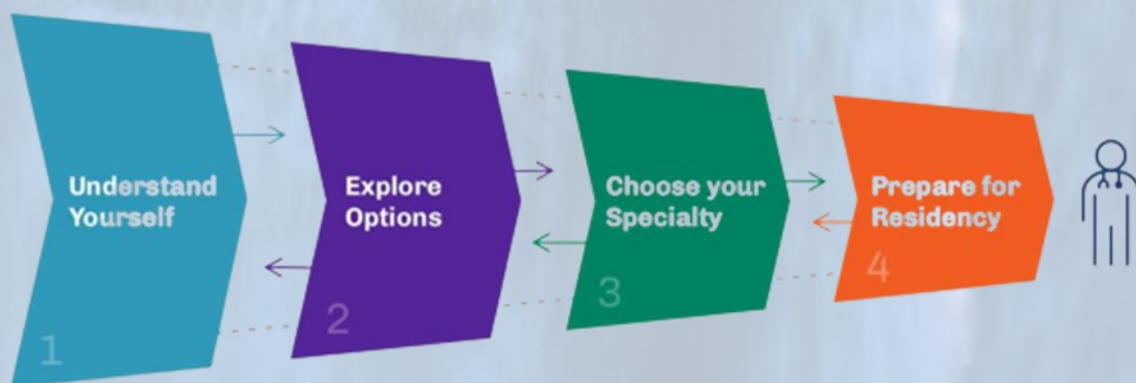 Understand
Yourself
1
Explore
Options
2
Choose your
Specialty
3
Prepare for
Residency
4